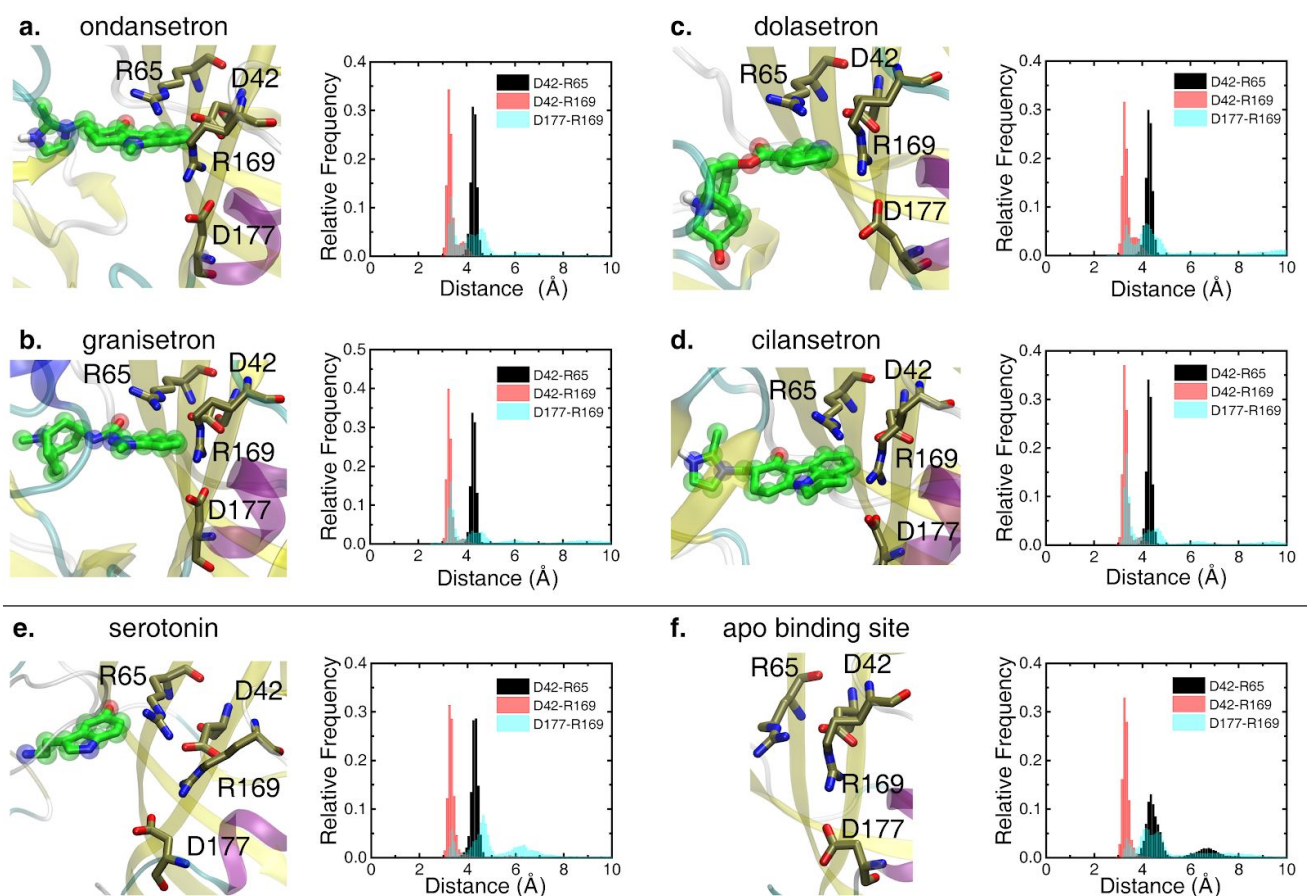 a. ondansetron
R65
D42
R169
D177
Relative Frequency
0.4
0.3
0.2
0.1
0.0
D42-R65
D42-R169
D177-R169
0 2 4 6 8 10
Distance (Å)
c. dolasetron
R65
D42
R169
D177
Relative Frequency
0.4
0.3
0.2
0.1
0.0
D42-R65
D42-R169
D177-R169
0 2 4 6 8 10
Distance (Å)
b. granisetron
R65
D42
R169
D177
Relative Frequency
0.5
0.4
0.3
0.2
0.1
0.0
D42-R65
D42-R169
D177-R169
0 2 4 6 8 10
Distance (Å)
d. cilansetron
R65
D42
R169
D177
Relative Frequency
0.4
0.3
0.2
0.1
0.0
D42-R65
D42-R169
D177-R169
0 2 4 6 8 10
Distance (Å)
e. serotonin
R65
D42
R169
D177
Relative Frequency
0.4
0.3
0.2
0.1
0.0
D42-R65
D42-R169
D177-R169
0 2 4 6 8 10
Distance (Å)
f. apo binding site
R65
D42
R169
D177
Relative Frequency
0.4
0.3
0.2
0.1
0.0
D42-R65
D42-R169
D177-R169
0 2 4 6 8 10
Distance (Å)